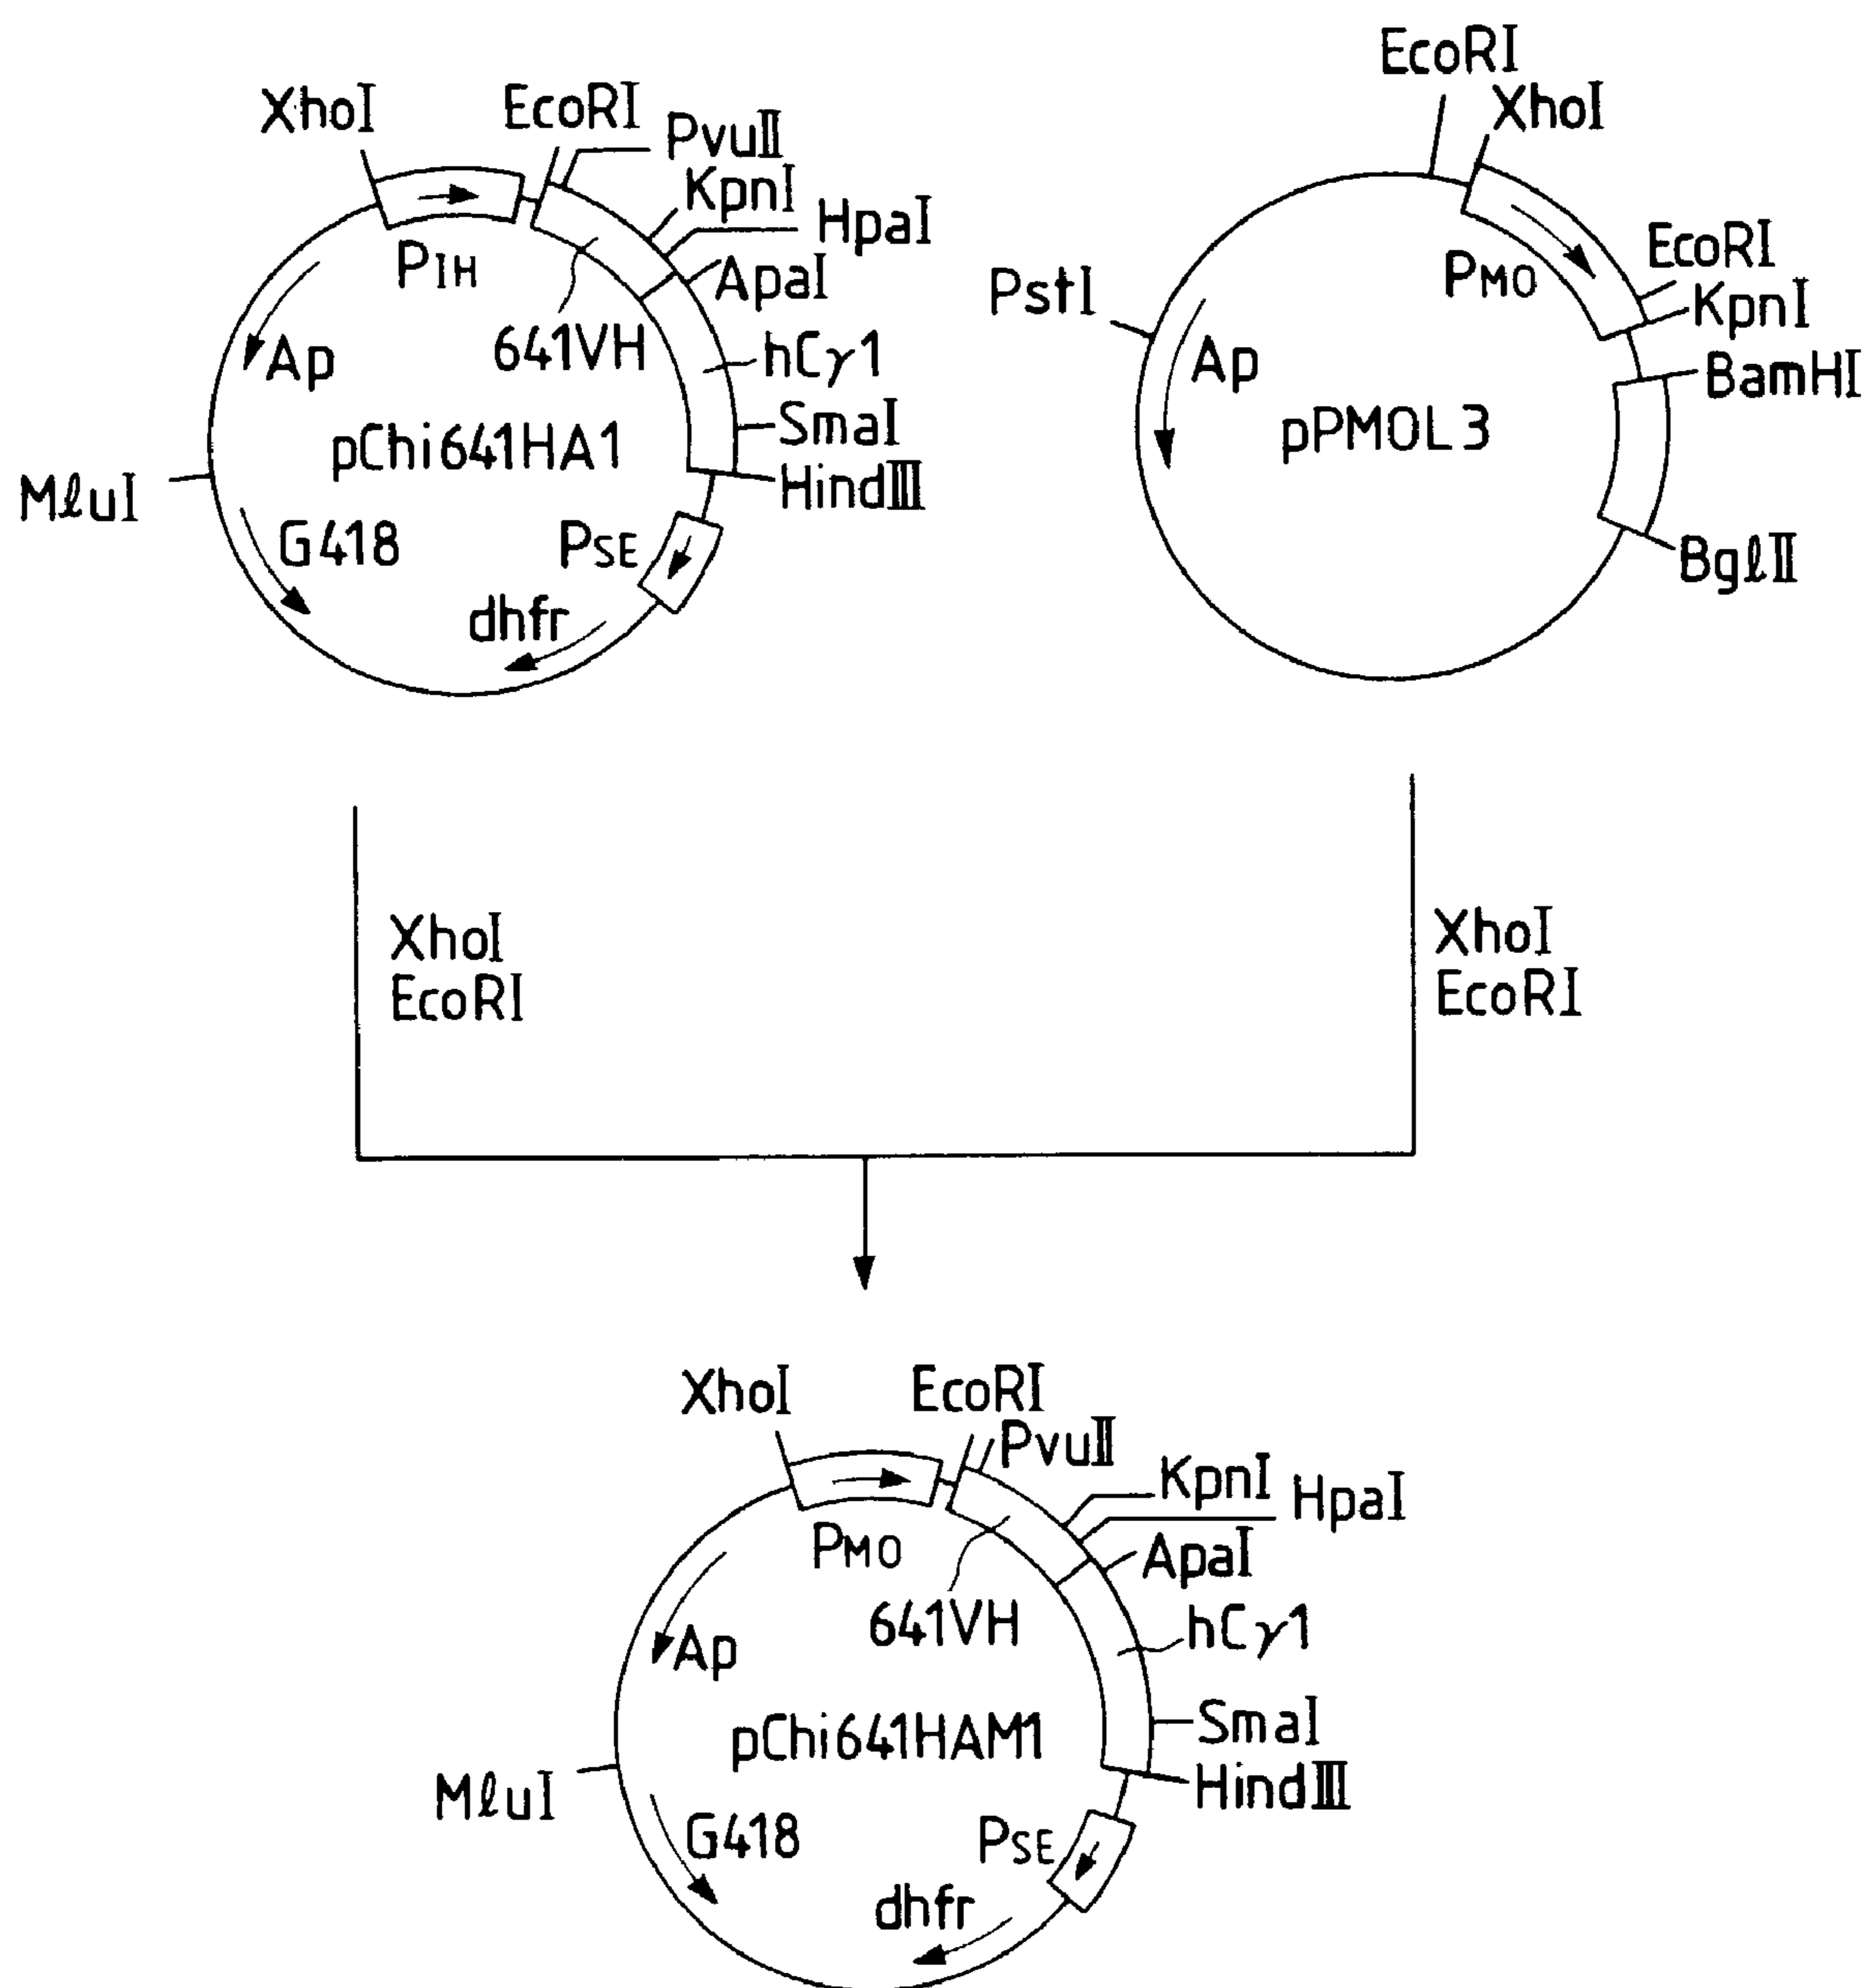 XhoI
EcoRI
PvuII
KpnI
HpaI
ApaI
PIH
641VH
hCγ1
Ap
pChi641HA1
SmaI
HindIII
MluI
G418
PSE
dhfr
EcoRI
XhoI
EcoRI
KpnI
BamHI
PMO
PstI
Ap
pPMOL3
BglII
XhoI
EcoRI
XhoI
EcoRI
XhoI
EcoRI
PvuII
KpnI
HpaI
ApaI
PMO
641VH
hCγ1
Ap
pChi641HAM1
SmaI
HindIII
MluI
G418
PSE
dhfr